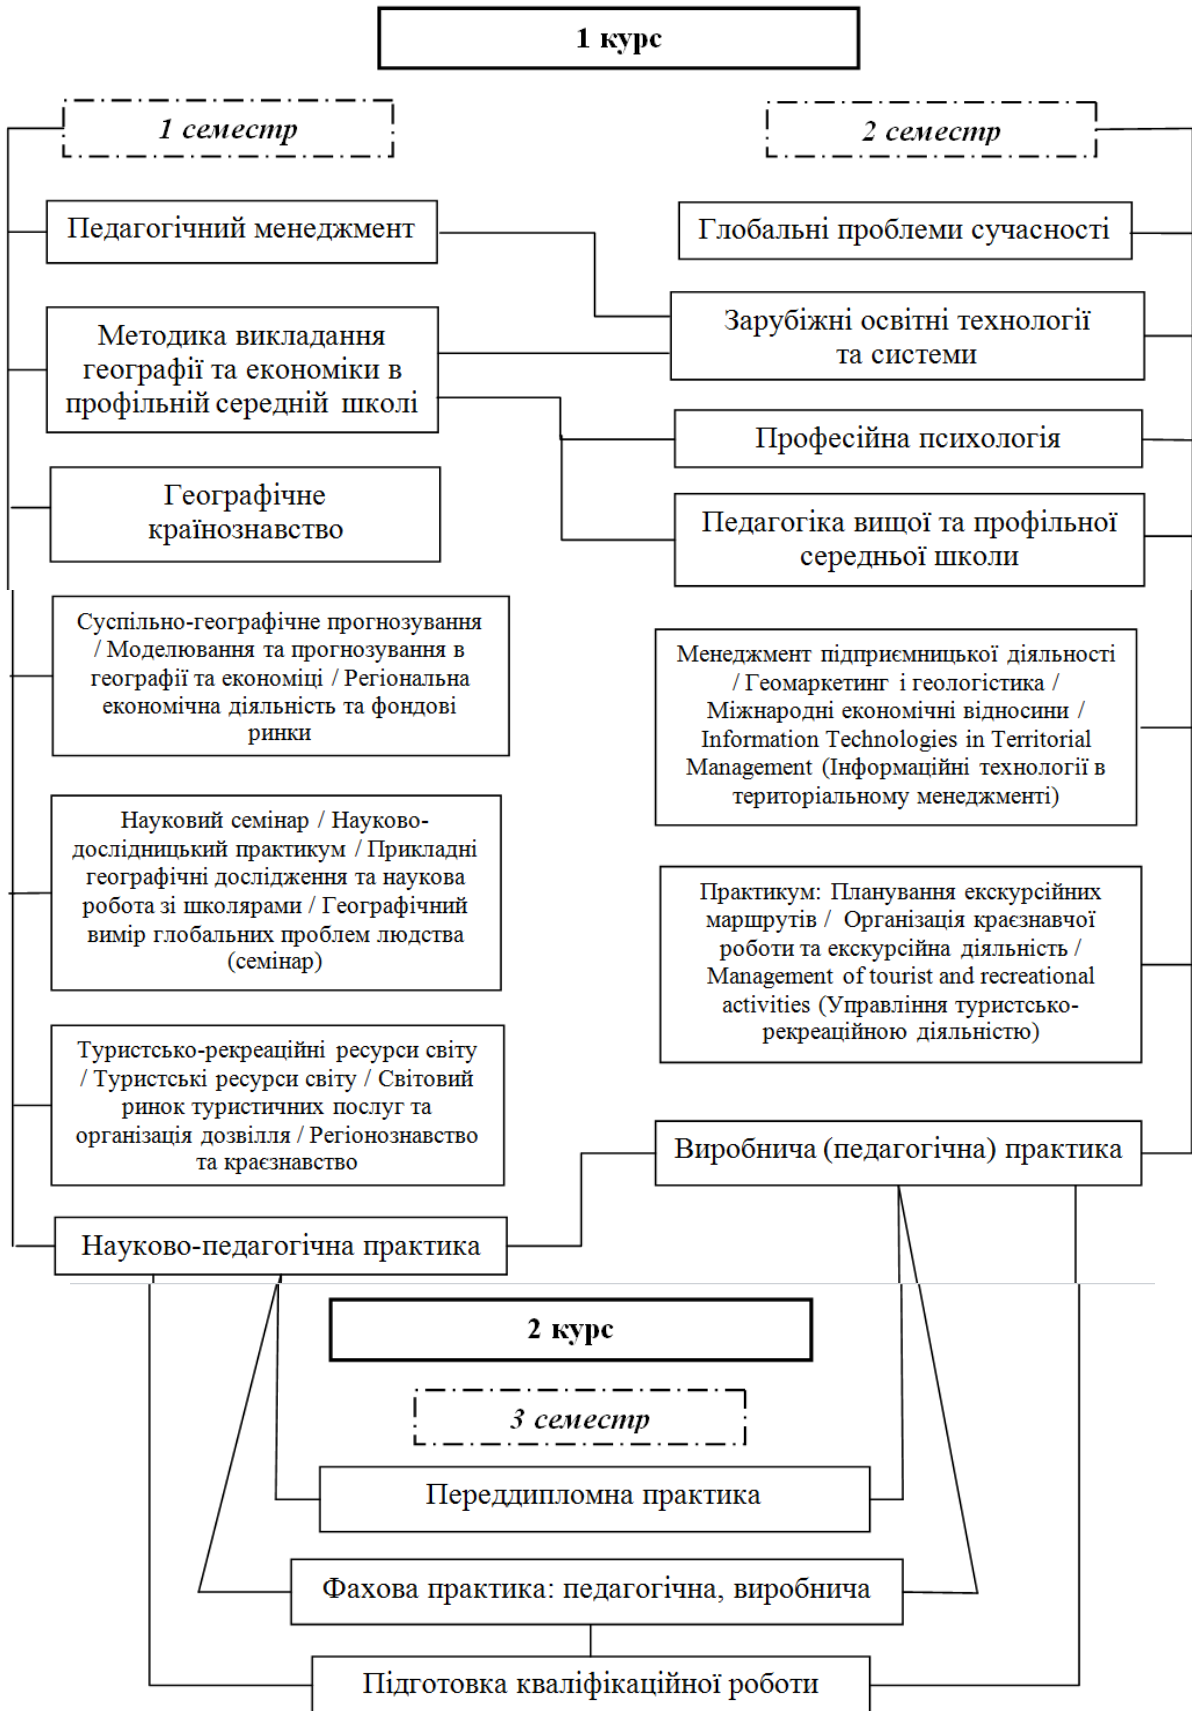 1 курс
1 семестр
Педагогічний менеджмент
Методика викладання
географії та економіки в
профільній середній школі
Географічне
країнознавство
Суспільно-географічне прогнозування
/ Моделювання та прогнозування в
географії та економіці / Регіональна
економічна діяльність та фондові
ринки
Науковий семінар / Науково-
дослідницький практикум / Прикладні
географічні дослідження та наукова
робота зі школярами / Географічний
вимір глобальних проблем людства
(семінар)
Туристсько-рекреаційні ресурси світу
/ Туристські ресурси світу / Світовий
ринок туристичних послуг та
організація дозвілля / Регіонознавство
та краєзнавство
Науково-педагогічна практика
2 семестр
Глобальні проблеми сучасності
Зарубіжні освітні технології
та системи
Професійна психологія
Педагогіка вищої та профільної
середньої школи
Менеджмент підприємницької діяльності
/ Геомаркетинг і геологістика /
Міжнародні економічні відносини /
Information Technologies in Territorial
Management (Інформаційні технології в
територіальному менеджменті)
Практикум: Планування екскурсійних
маршрутів / Організація краєзнавчої
роботи та екскурсійна діяльність /
Management of tourist and recreational
activities (Управління туристсько-
рекреаційною діяльністю)
Виробнича (педагогічна) практика
2 курс
3 семестр
Переддипломна практика
Фахова практика: педагогічна, виробнича
Підготовка кваліфікаційної роботи